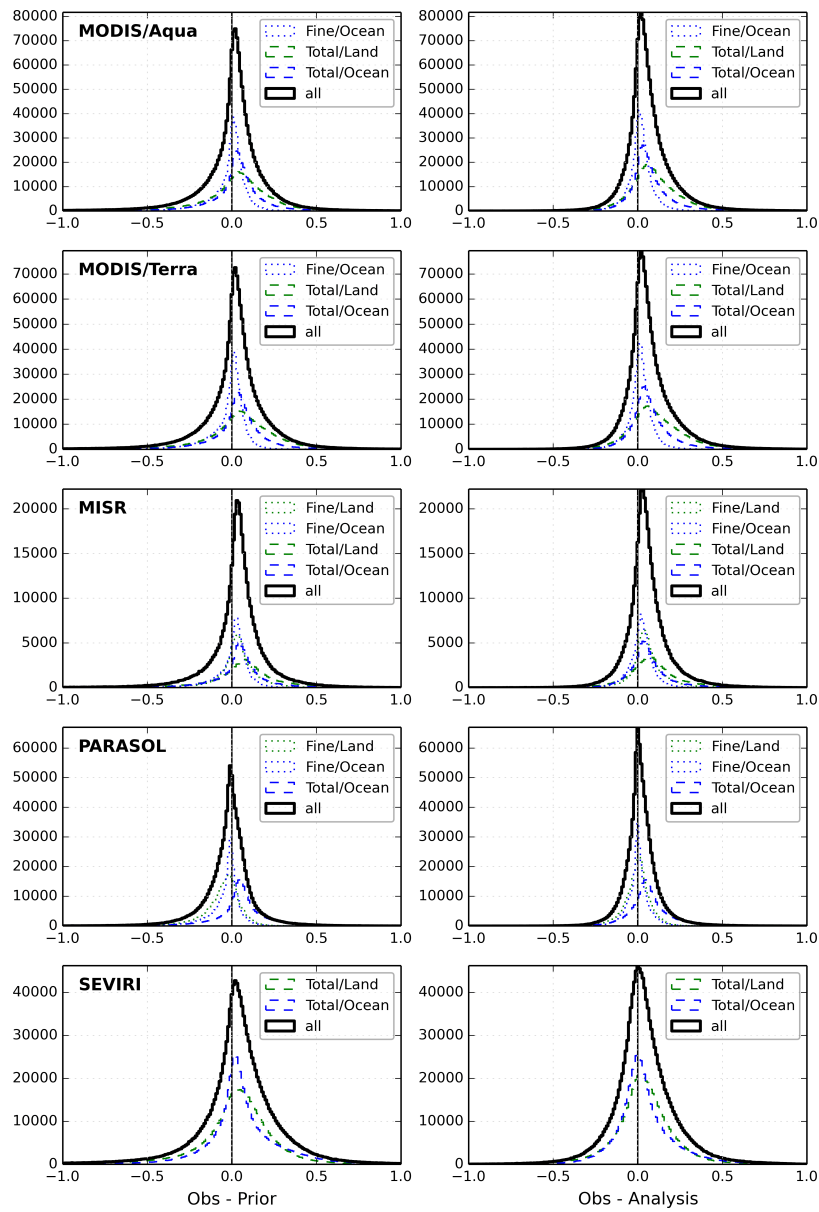 80000
70000
60000
50000
40000
30000
20000
10000
0
−1.0 −0.5 0.0 0.5 1.0
MODIS/Aqua
Fine/Ocean
Total/Land
Total/Ocean
all
80000
70000
60000
50000
40000
30000
20000
10000
0
−1.0 −0.5 0.0 0.5 1.0
Fine/Ocean
Total/Land
Total/Ocean
all
70000
60000
50000
40000
30000
20000
10000
0
−1.0 −0.5 0.0 0.5 1.0
MODIS/Terra
Fine/Ocean
Total/Land
Total/Ocean
all
70000
60000
50000
40000
30000
20000
10000
0
−1.0 −0.5 0.0 0.5 1.0
Fine/Ocean
Total/Land
Total/Ocean
all
20000
15000
10000
5000
0
−1.0 −0.5 0.0 0.5 1.0
MISR
Fine/Land
Fine/Ocean
Total/Land
Total/Ocean
all
20000
15000
10000
5000
0
−1.0 −0.5 0.0 0.5 1.0
Fine/Land
Fine/Ocean
Total/Land
Total/Ocean
all
60000
50000
40000
30000
20000
10000
0
−1.0 −0.5 0.0 0.5 1.0
PARASOL
Fine/Land
Fine/Ocean
Total/Ocean
all
60000
50000
40000
30000
20000
10000
0
−1.0 −0.5 0.0 0.5 1.0
Fine/Land
Fine/Ocean
Total/Ocean
all
40000
30000
20000
10000
0
−1.0 −0.5 0.0 0.5 1.0
SEVIRI
Total/Land
Total/Ocean
all
Obs - Prior
40000
30000
20000
10000
0
−1.0 −0.5 0.0 0.5 1.0
Total/Land
Total/Ocean
all
Obs - Analysis